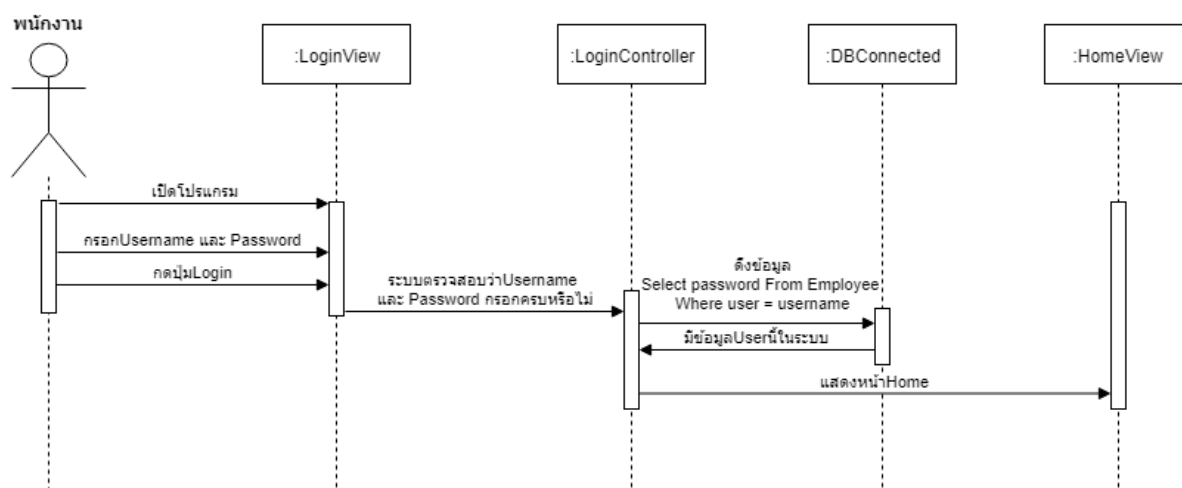 พนักงาน
:LoginView
:LoginController
:DBConnected
:HomeView
เปิดโปรแกรม
กรอกUsername และ Password
กดปุ่มLogin
ระบบตรวจสอบว่าUsername
และ Password กรอกครบหรือไม่
ดึงข้อมูล
Select password From Employee
Where user = username
มีข้อมูลUserนี้ในระบบ
แสดงหน้าHome